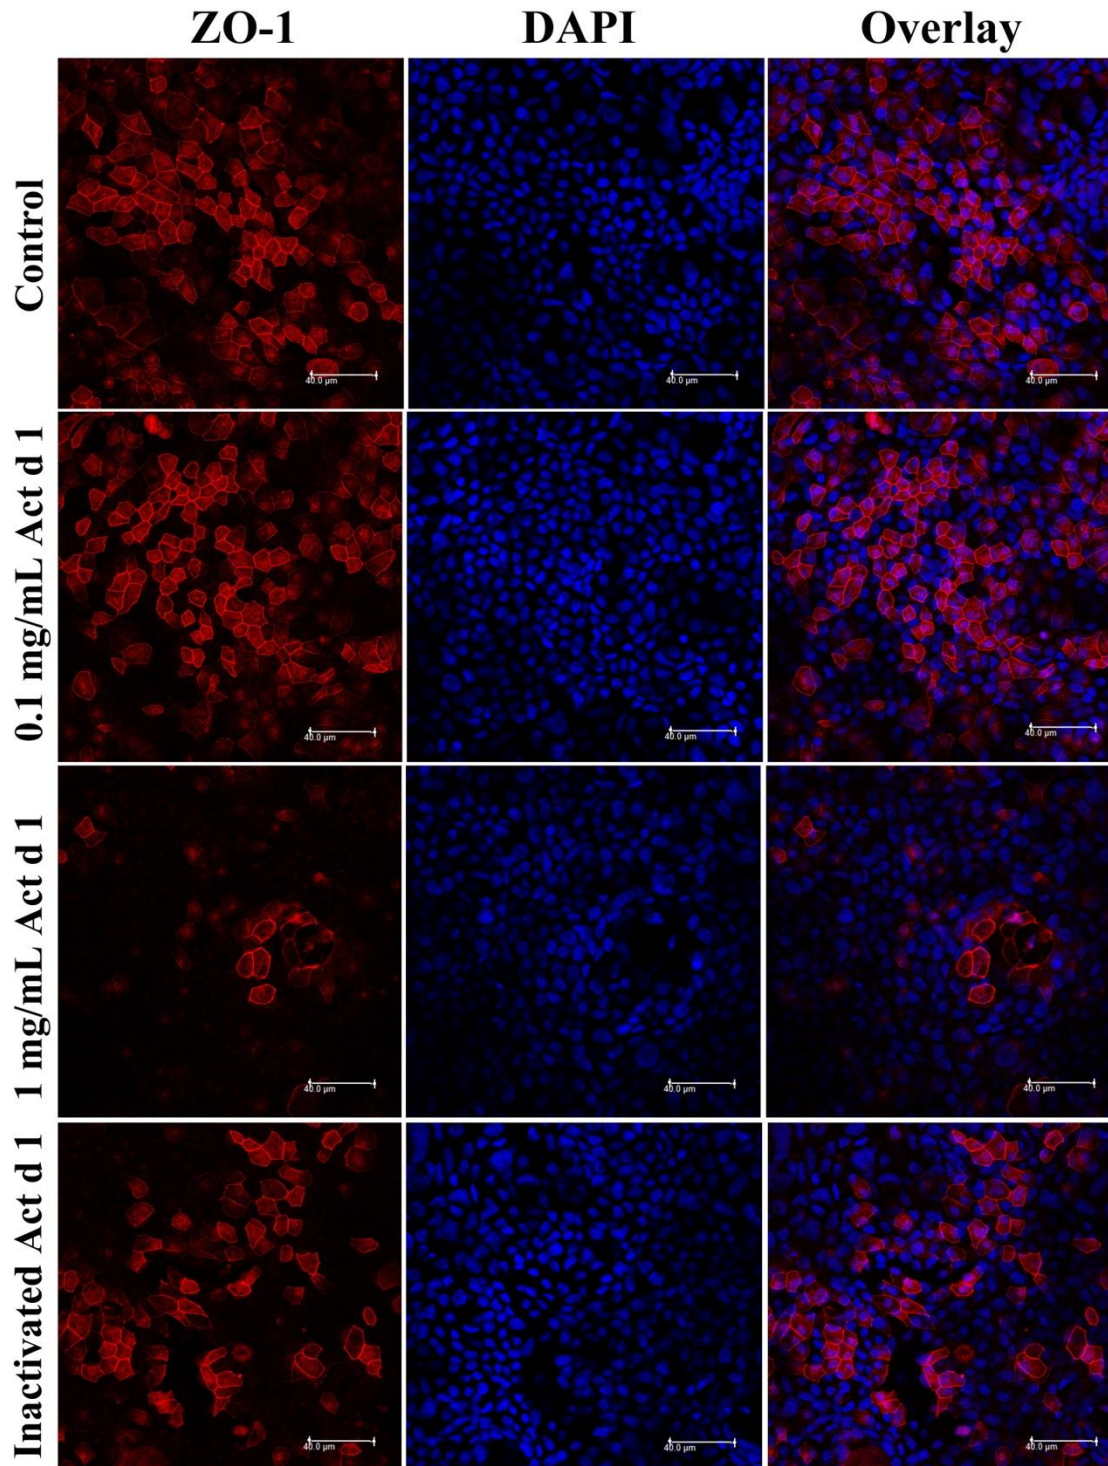 ZO-1 DAPI Overlay
Control
40.0 µm 40.0 µm 40.0 µm
0.1 mg/mL Act d 1
40.0 µm 40.0 µm 40.0 µm
1 mg/mL Act d 1
40.0 µm 40.0 µm 40.0 µm
Inactivated Act d 1
40.0 µm 40.0 µm 40.0 µm